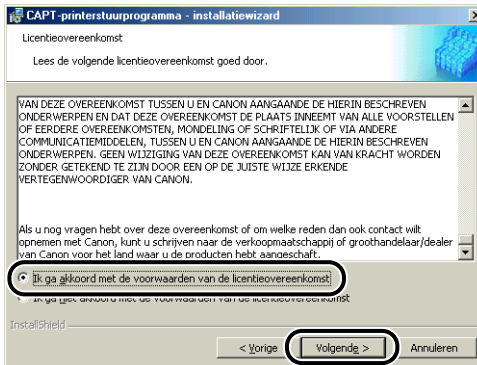 CAPT-printerstuurprogramma - installatiewizard
Licentieovereenkomst
Lees de volgende licentieovereenkomst goed door.
VAN DEZE OVEREENKOMST TUSSEN U EN CANON AANGAANDE DE HIERIN BESCHREVEN
ONDERWERPEN EN DAT DEZE OVEREENKOMST DE PLAATS INNEEMT VAN ALLE VOORSTELLEN
OF EERDERE OVEREENKOMSTEN, MONDELING OF SCHRIFTELIJK OF VIA ANDERE
COMMUNICATIEMIDDELEN, TUSSEN U EN CANON AANGAANDE DE HIERIN BESCHREVEN
ONDERWERPEN. GEEN WIJZIGING VAN DEZE OVEREENKOMST KAN VAN KRACHT WORDEN
ZONDER GETEKEND TE ZIJN DOOR EEN OP DE JUISTE WIJZE ERKENDE
VERTEGENWOORDIGER VAN CANON.
Als u nog vragen hebt over deze overeenkomst of om welke reden dan ook contact wilt
opnemen met Canon, kunt u schrijven naar de verkoopmaatschappij of groothandelaar/dealer
van Canon voor het land waar u de producten hebt aangeschaft.
Ik ga akkoord met de voorwaarden van de licentieovereenkomst
Ik ga niet akkoord met de voorwaarden van de licentieovereenkomst
InstallShield
< Vorige
Volgende >
Annuleren